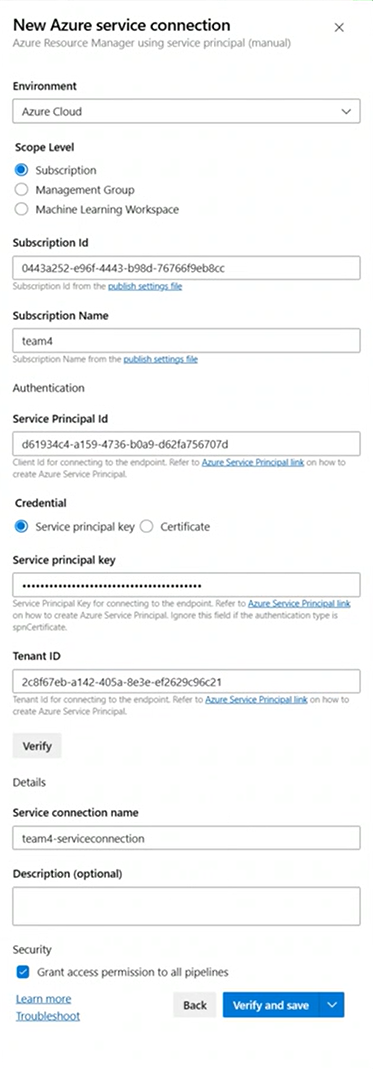 New Azure service connection
Azure Resource Manager using service principal (manual)
Environment
Azure Cloud
Scope Level
Subscription
Management Group
Machine Learning Workspace
Subscription Id
0443a252-e96f-4443-b98d-76766f9eb8cc
Subscription Id from the publish settings file
Subscription Name
team4
Subscription Name from the publish settings file
Authentication
Service Principal Id
d61934c4-a159-4736-b0a9-d62fa756707d
Client Id for connecting to the endpoint. Refer to Azure Service Principal link on how to
create Azure Service Principal.
Credential
Service principal key
Certificate
Service principal key
••••••••••••••••••••••••••••••••••••••••
Service Principal Key for connecting to the endpoint. Refer to Azure Service Principal link
on how to create Azure Service Principal. Ignore this field if the authentication type is
spnCertificate.
Tenant ID
2c8f67eb-a142-405a-8e3e-ef2629c96c21
Tenant Id for connecting to the endpoint. Refer to Azure Service Principal link on how to
create Azure Service Principal.
Verify
Details
Service connection name
team4-serviceconnection
Description (optional)
Security
Grant access permission to all pipelines
Learn more
Troubleshoot
Back
Verify and save